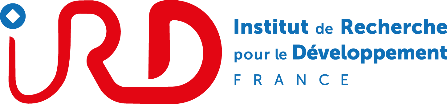 iRD
Institut de Recherche
pour le Développement
FRANCE